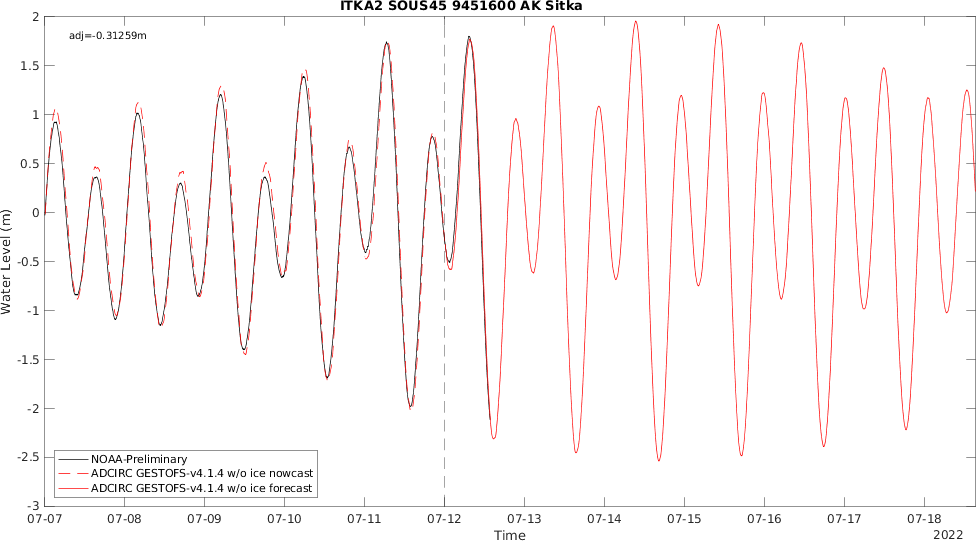 ITKA2 SOUS45 9451600 AK Sitka
adj=-0.31259m
2
1.5
1
0.5
0
-0.5
-1
-1.5
-2
-2.5
-3
Water Level (m)
NOAA-Preliminary
ADCIRC GESTOFS-v4.1.4 w/o ice nowcast
ADCIRC GESTOFS-v4.1.4 w/o ice forecast
07-07 07-08 07-09 07-10 07-11 07-12 07-13 07-14 07-15 07-16 07-17 07-18
Time
2022